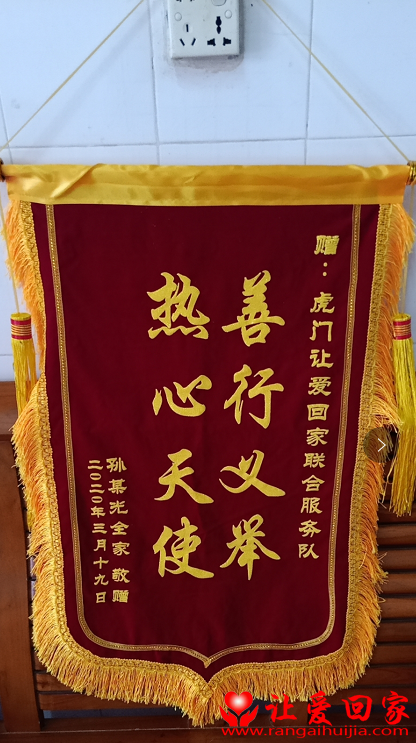 赠：虎门让爱回家联合服务队
善行义举
热心天使
孙某光全家 敬赠
二〇二〇年三月十九日
让爱回家
www.rangaihuijia.com